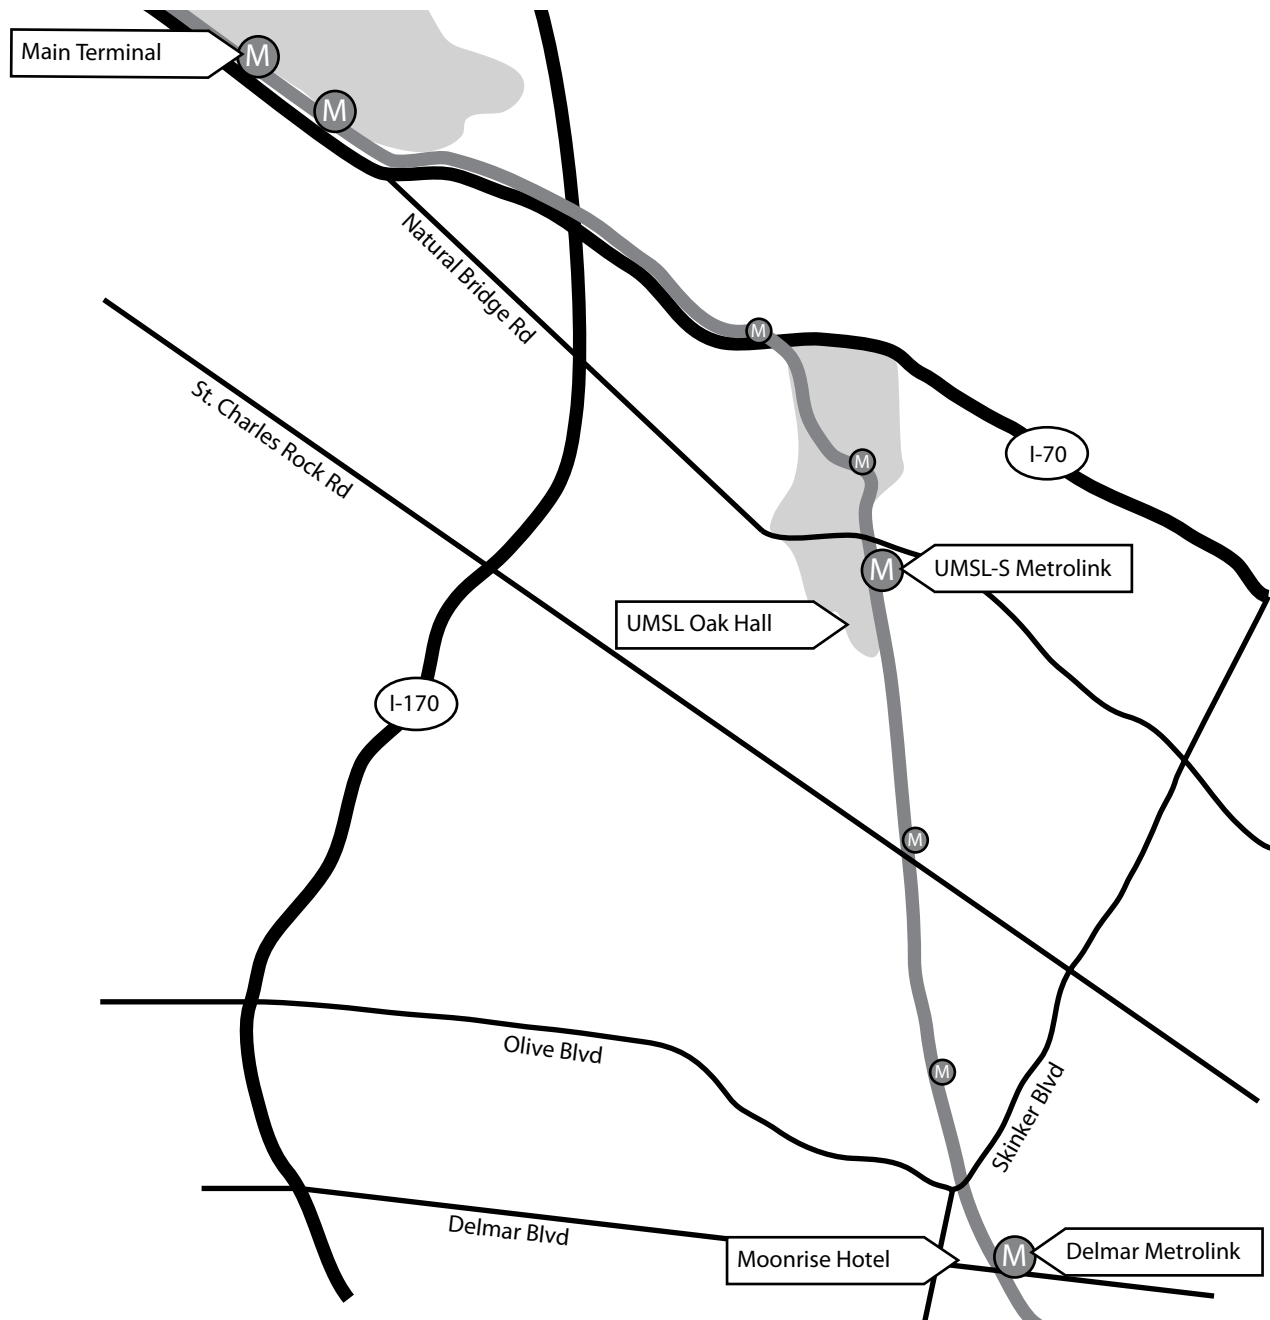 Main Terminal
M
M
Natural Bridge Rd
M
St. Charles Rock Rd
I-70
M
M
UMSL-S Metrolink
UMSL Oak Hall
I-170
M
Olive Blvd
M
Skinker Blvd
Delmar Blvd
Moonrise Hotel
M
Delmar Metrolink